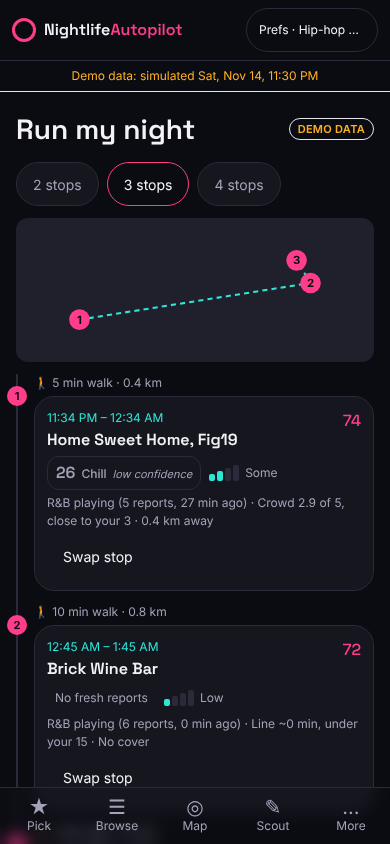 NightlifeAutopilot
Prefs · Hip-hop ...
Demo data: simulated Sat, Nov 14, 11:30 PM
Run my night
DEMO DATA
2 stops
3 stops
4 stops
3
2
1
5 min walk · 0.4 km
1
11:34 PM – 12:34 AM
74
Home Sweet Home, Fig19
26 Chill low confidence
Some
R&B playing (5 reports, 27 min ago) · Crowd 2.9 of 5,
close to your 3 · 0.4 km away
Swap stop
10 min walk · 0.8 km
2
12:45 AM – 1:45 AM
72
Brick Wine Bar
No fresh reports
Low
R&B playing (6 reports, 0 min ago) · Line ~0 min, under
your 15 · No cover
Swap stop
Pick
Browse
Map
Scout
More